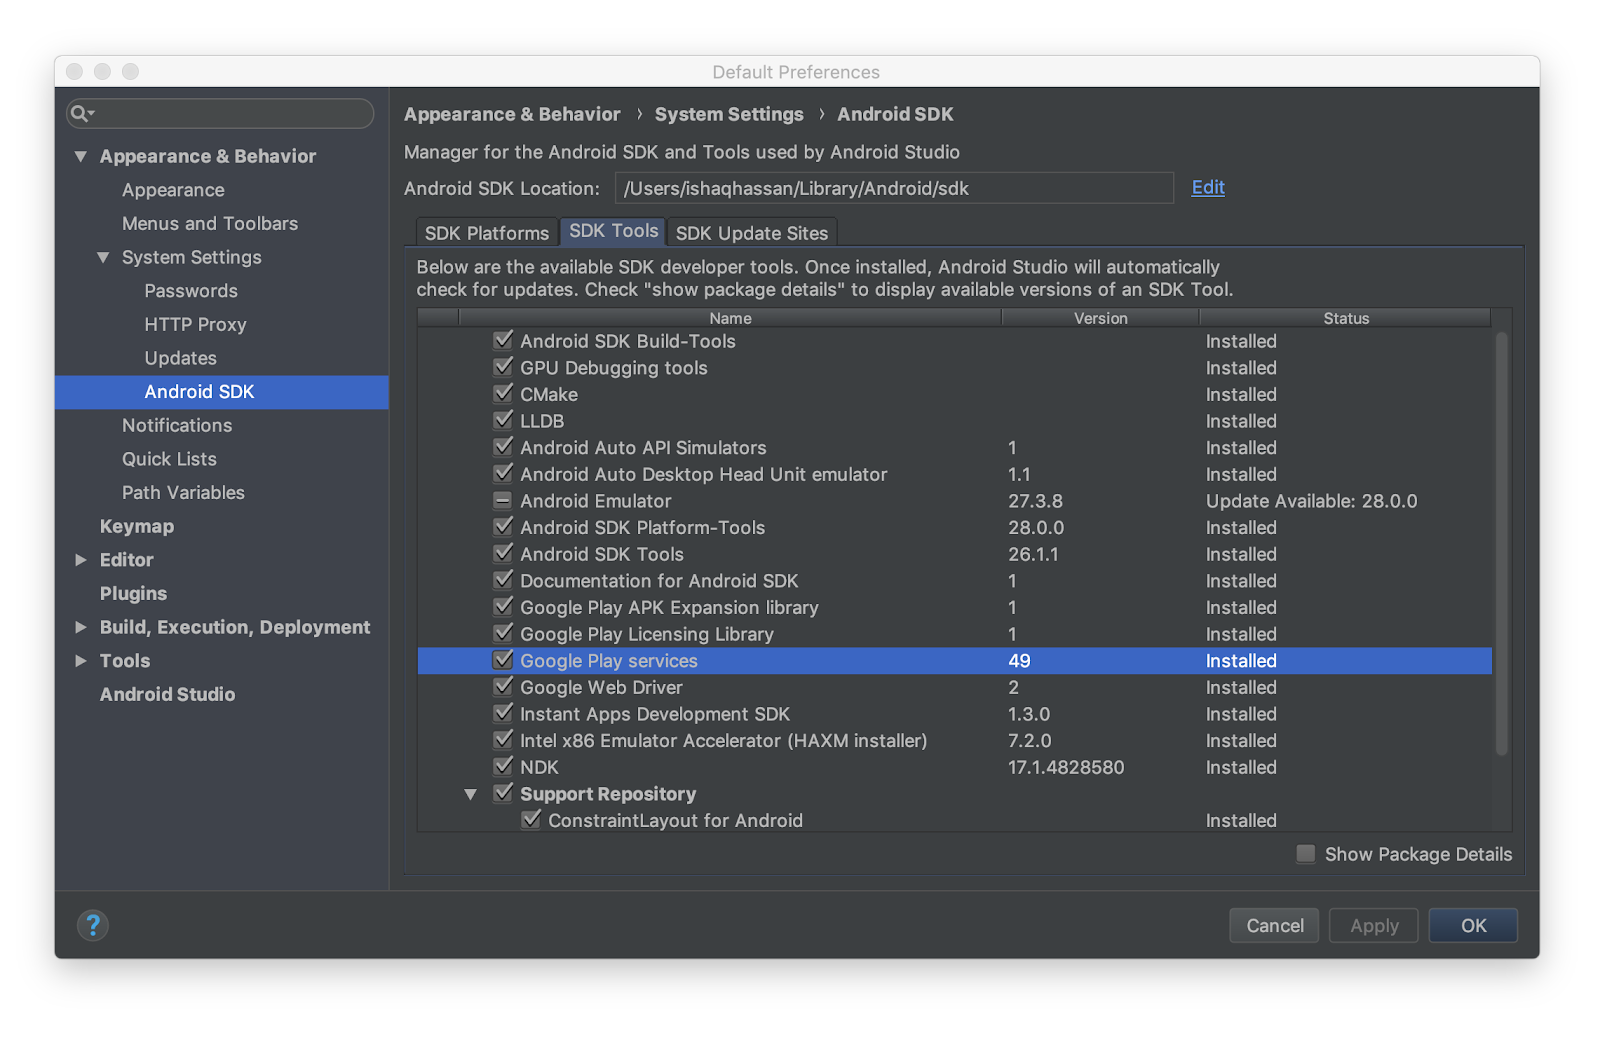 Default Preferences
Appearance & Behavior
Appearance
Menus and Toolbars
System Settings
Passwords
HTTP Proxy
Updates
Android SDK
Notifications
Quick Lists
Path Variables
Keymap
Editor
Plugins
Build, Execution, Deployment
Tools
Android Studio
Appearance & Behavior › System Settings › Android SDK
Manager for the Android SDK and Tools used by Android Studio
Android SDK Location: /Users/ishaqhassan/Library/Android/sdk Edit
SDK Platforms SDK Tools SDK Update Sites
Below are the available SDK developer tools. Once installed, Android Studio will automatically
check for updates. Check "show package details" to display available versions of an SDK Tool.
Name Version Status
Android SDK Build-Tools Installed
GPU Debugging tools Installed
CMake Installed
LLDB Installed
Android Auto API Simulators 1 Installed
Android Auto Desktop Head Unit emulator 1.1 Installed
Android Emulator 27.3.8 Update Available: 28.0.0
Android SDK Platform-Tools 28.0.0 Installed
Android SDK Tools 26.1.1 Installed
Documentation for Android SDK 1 Installed
Google Play APK Expansion library 1 Installed
Google Play Licensing Library 1 Installed
Google Play services 49 Installed
Google Web Driver 2 Installed
Instant Apps Development SDK 1.3.0 Installed
Intel x86 Emulator Accelerator (HAXM installer) 7.2.0 Installed
NDK 17.1.4828580 Installed
Support Repository
ConstraintLayout for Android Installed
Show Package Details
? Cancel Apply OK